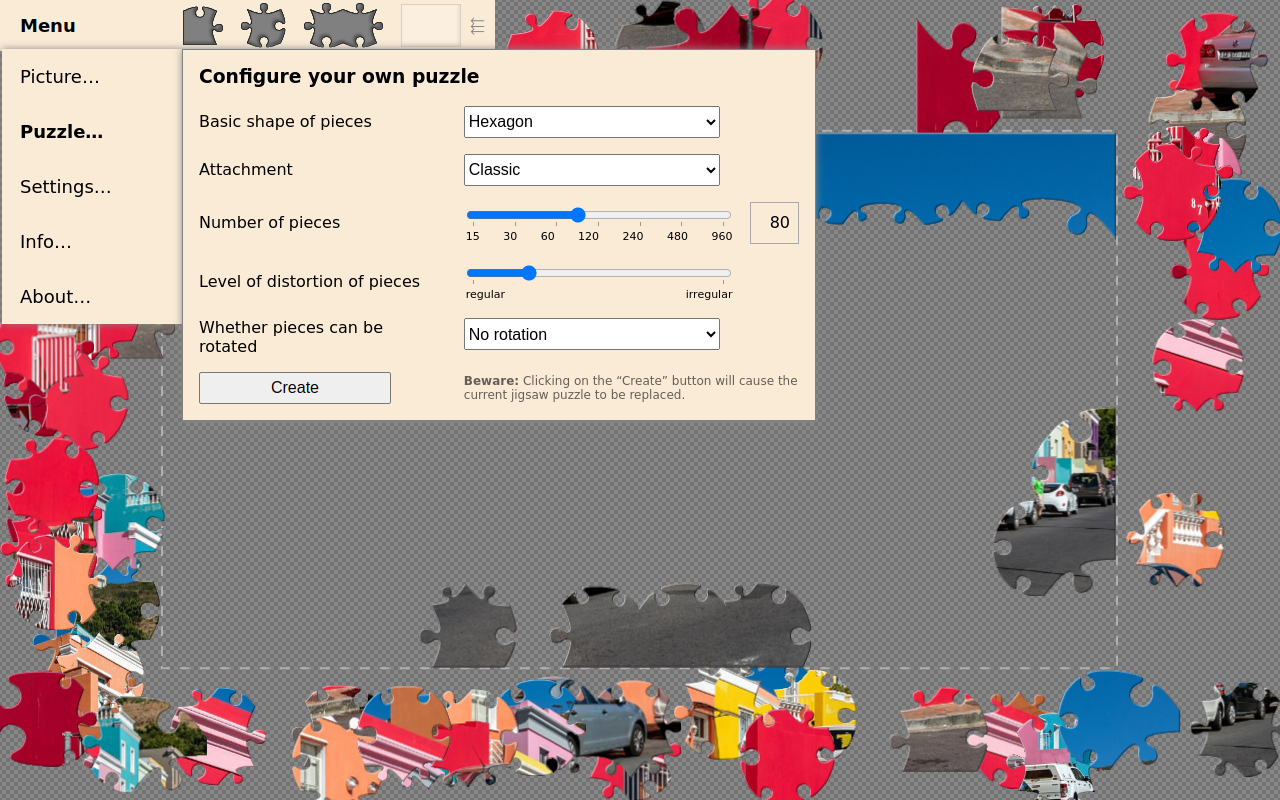 Menu
Picture…
Puzzle…
Settings…
Info…
About…
Configure your own puzzle
Basic shape of pieces
Hexagon
Attachment
Classic
Number of pieces
15 30 60 120 240 480 960
80
Level of distortion of pieces
regular irregular
Whether pieces can be
rotated
No rotation
Create
Beware: Clicking on the “Create” button will cause the
current jigsaw puzzle to be replaced.
87